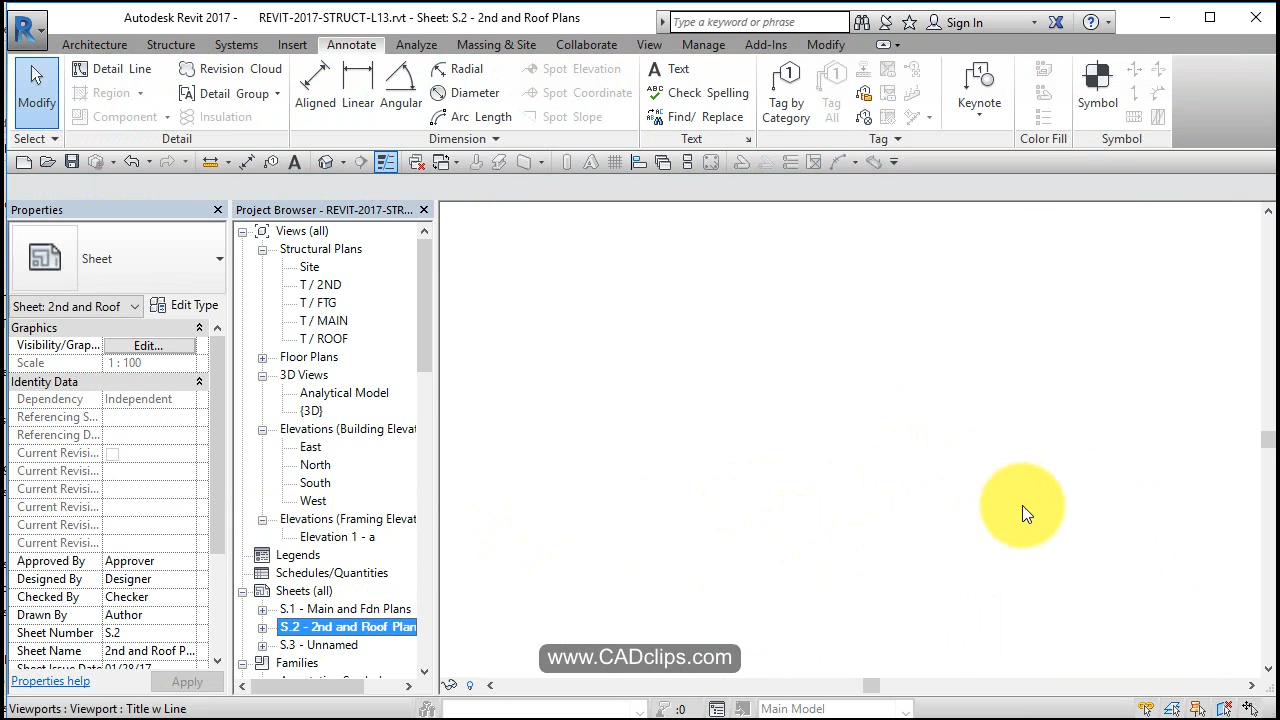 Autodesk Revit 2017 - REVIT-2017-STRUCT-L13.rvt - Sheet: S.2 - 2nd and Roof Plans
Type a keyword or phrase
Sign In
Architecture Structure Systems Insert Annotate Analyze Massing & Site Collaborate View Manage Add-Ins Modify
Modify
Select
Detail Line
Region
Component
Revision Cloud
Detail Group
Insulation
Detail
Aligned
Linear
Angular
Radial
Diameter
Arc Length
Spot Elevation
Spot Coordinate
Spot Slope
Dimension
Text
Check Spelling
Find/ Replace
Text
Tag by
Category
Tag
All
Tag
Keynote
Color Fill
Symbol
Symbol
Properties
Sheet
Sheet: 2nd and Roof
Edit Type
Graphics
Visibility/Grap... Edit...
Scale 1 : 100
Identity Data
Dependency Independent
Referencing S...
Referencing D...
Current Revisi...
Current Revisi...
Current Revisi...
Current Revisi...
Current Revisi...
Current Revisi...
Approved By Approver
Designed By Designer
Checked By Checker
Drawn By Author
Sheet Number S.2
Sheet Name 2nd and Roof P...
Sheet Issue Date 01/28/17
Properties help
Apply
Project Browser - REVIT-2017-STR...
Views (all)
Structural Plans
Site
T / 2ND
T / FTG
T / MAIN
T / ROOF
Floor Plans
3D Views
Analytical Model
{3D}
Elevations (Building Elevat
East
North
South
West
Elevations (Framing Elevat
Elevation 1 - a
Legends
Schedules/Quantities
Sheets (all)
S.1 - Main and Fdn Plans
S.2 - 2nd and Roof Plan
S.3 - Unnamed
Families
www.CADclips.com
Viewports : Viewport : Title w Line
:0
Main Model